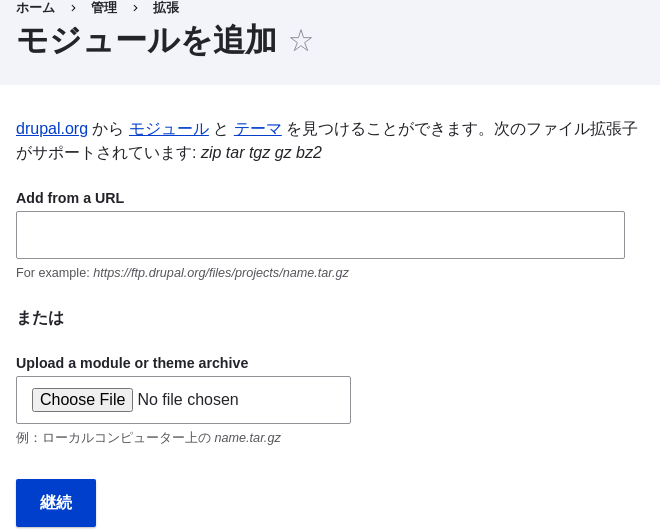 ホーム > 管理 > 拡張
モジュールを追加
drupal.org から モジュール と テーマ を見つけることができます。次のファイル拡張子
がサポートされています: zip tar tgz gz bz2
Add from a URL
For example: https://ftp.drupal.org/files/projects/name.tar.gz
または
Upload a module or theme archive
Choose File No file chosen
例：ローカルコンピューター上の name.tar.gz
継続